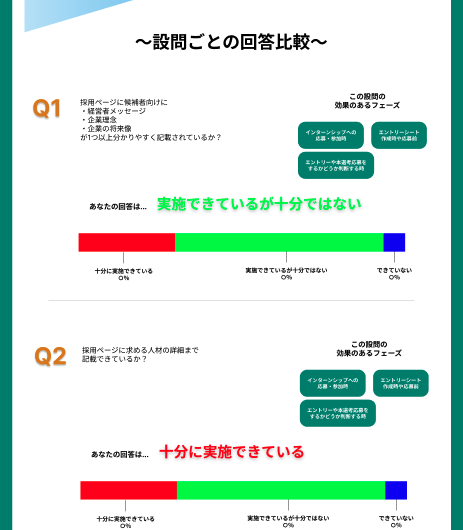 〜設問ごとの回答比較〜
Q1
採用ページに候補者向けに
・経営者メッセージ
・企業理念
・企業の将来像
が1つ以上分かりやすく記載されているか？
この設問の
効果のあるフェーズ
インターンシップへの
応募・参加時
エントリーシート
作成時や応募前
エントリーや本選考応募を
するかどうか判断する時
あなたの回答は... 実施できているが十分ではない
十分に実施できている
〇%
実施できているが十分ではない
〇%
できていない
〇%
Q2
採用ページに求める人材の詳細まで
記載できているか？
この設問の
効果のあるフェーズ
インターンシップへの
応募・参加時
エントリーシート
作成時や応募前
エントリーや本選考応募を
するかどうか判断する時
あなたの回答は... 十分に実施できている
十分に実施できている
〇%
実施できているが十分ではない
〇%
できていない
〇%